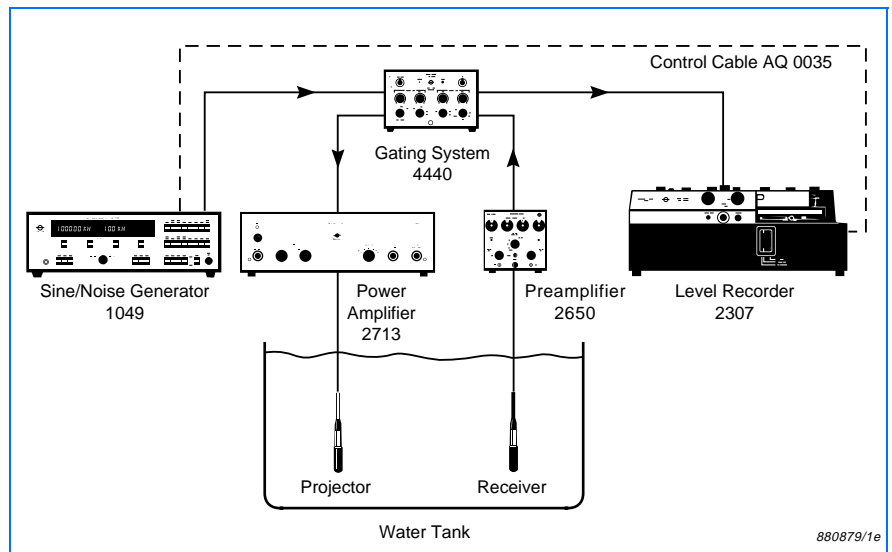 Control Cable AQ 0035
Gating System
4440
Sine/Noise Generator
1049
Power
Amplifier
2713
Preamplifier
2650
Level Recorder
2307
Projector
Receiver
Water Tank
880879/1e